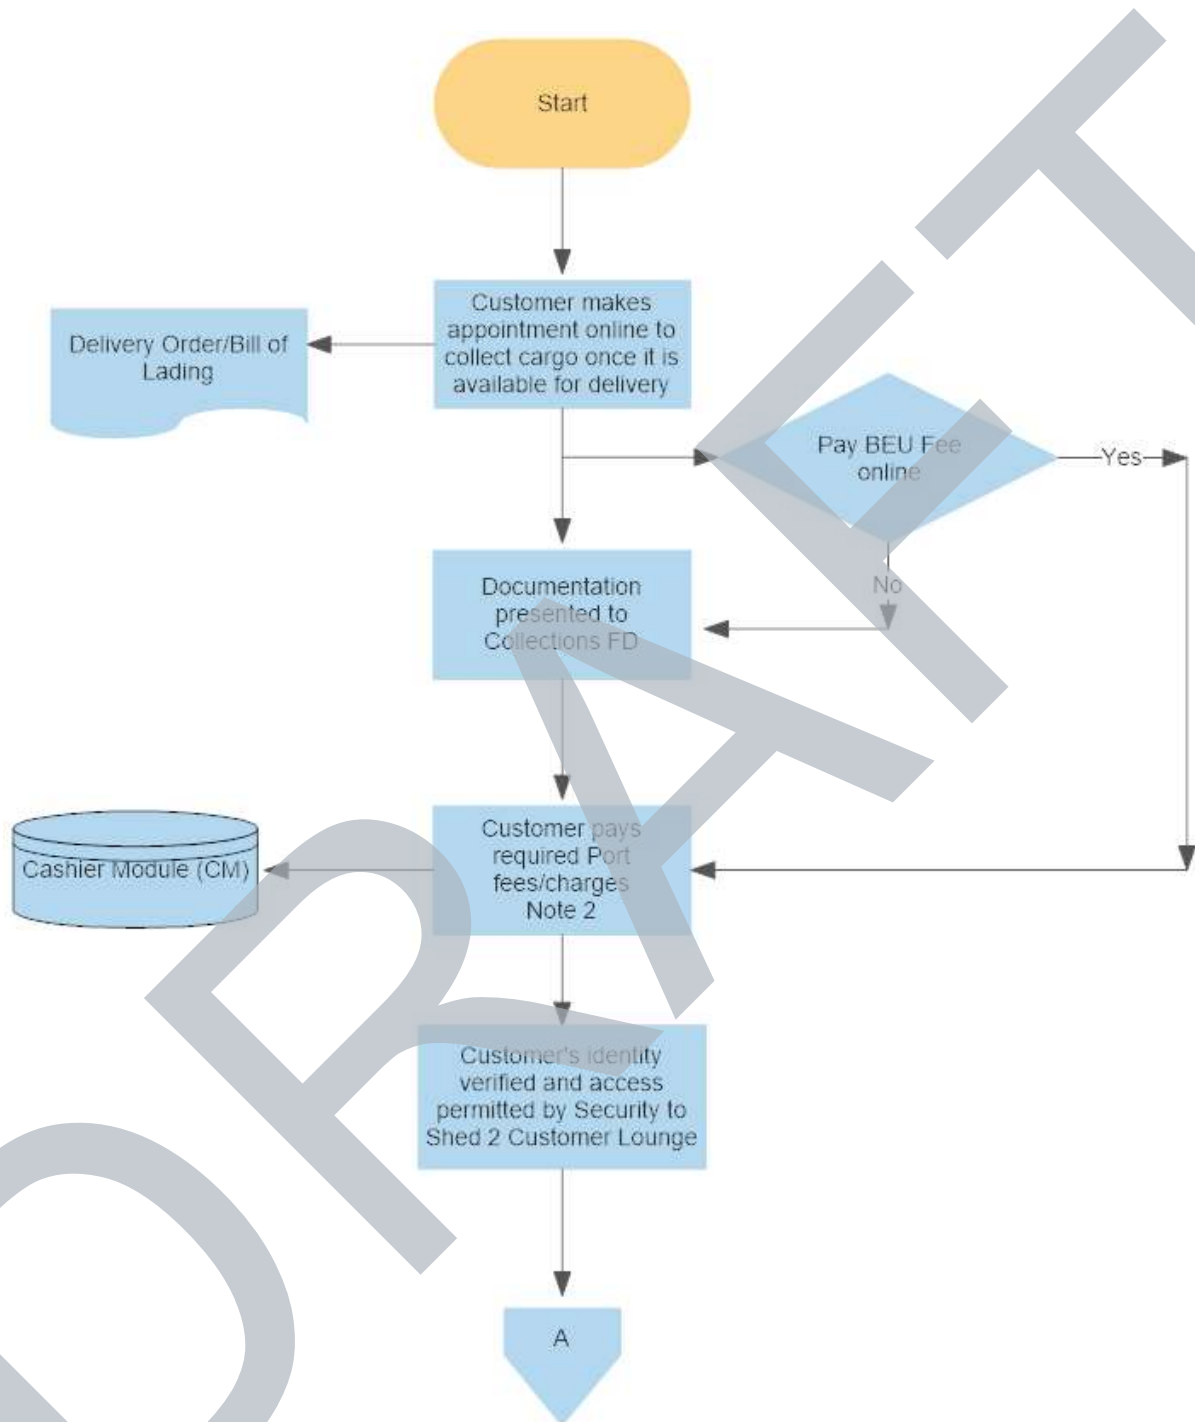 Start
Customer makes
appointment online to
collect cargo once it is
available for delivery
Delivery Order/Bill of
Lading
Pay BEU Fee
online
Yes
No
Documentation
presented to
Collections FD
Customer pays
required Port
fees/charges
Note 2
Cashier Module (CM)
Customer's identity
verified and access
permitted by Security to
Shed 2 Customer Lounge
A
DRAFT